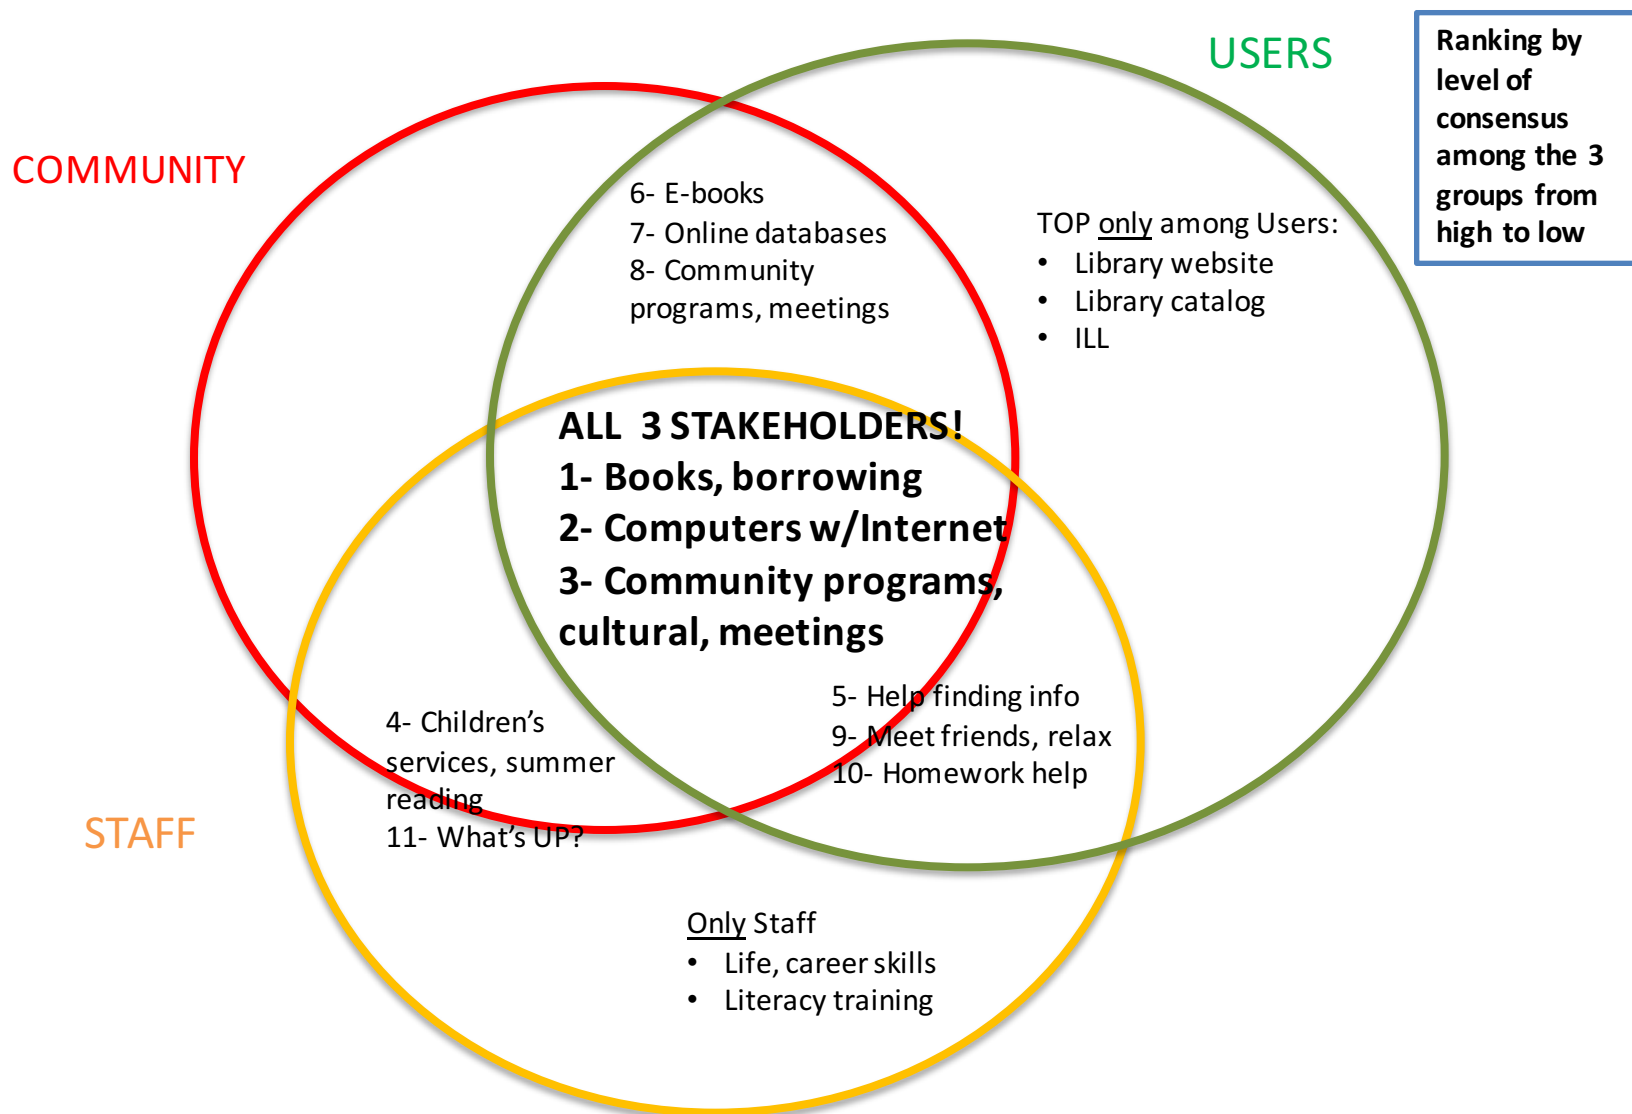 USERS
Ranking by
level of
consensus
among the 3
groups from
high to low
COMMUNITY
6- E-books
7- Online databases
8- Community
programs, meetings
TOP only among Users:
• Library website
• Library catalog
• ILL
ALL 3 STAKEHOLDERS!
1- Books, borrowing
2- Computers w/Internet
3- Community programs,
cultural, meetings
5- Help finding info
9- Meet friends, relax
10- Homework help
4- Children’s
services, summer
reading
11- What’s UP?
STAFF
Only Staff
• Life, career skills
• Literacy training